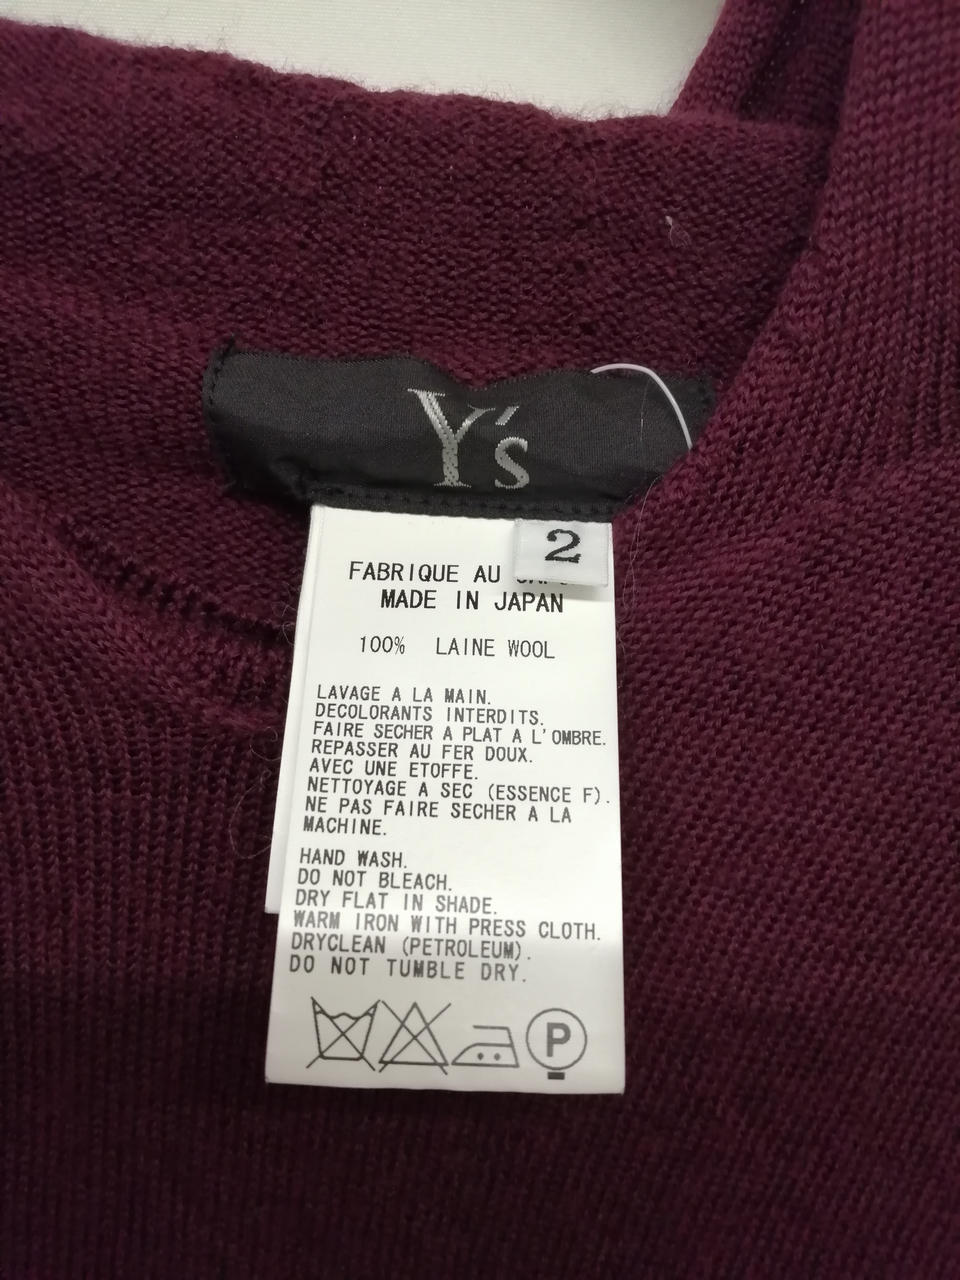 Y's
2
FABRIQUE AU
MADE IN JAPAN
100% LAINE WOOL
LAVAGE A LA MAIN.
DECOLORANTS INTERDITS.
FAIRE SECHER A PLAT A L'OMBRE.
REPASSER AU FER DOUX.
AVEC UNE ETOFFE.
NETTOYAGE A SEC (ESSENCE F).
NE PAS FAIRE SECHER A LA
MACHINE.
HAND WASH.
DO NOT BLEACH.
DRY FLAT IN SHADE.
WARM IRON WITH PRESS CLOTH.
DRYCLEAN (PETROLEUM).
DO NOT TUMBLE DRY.
P